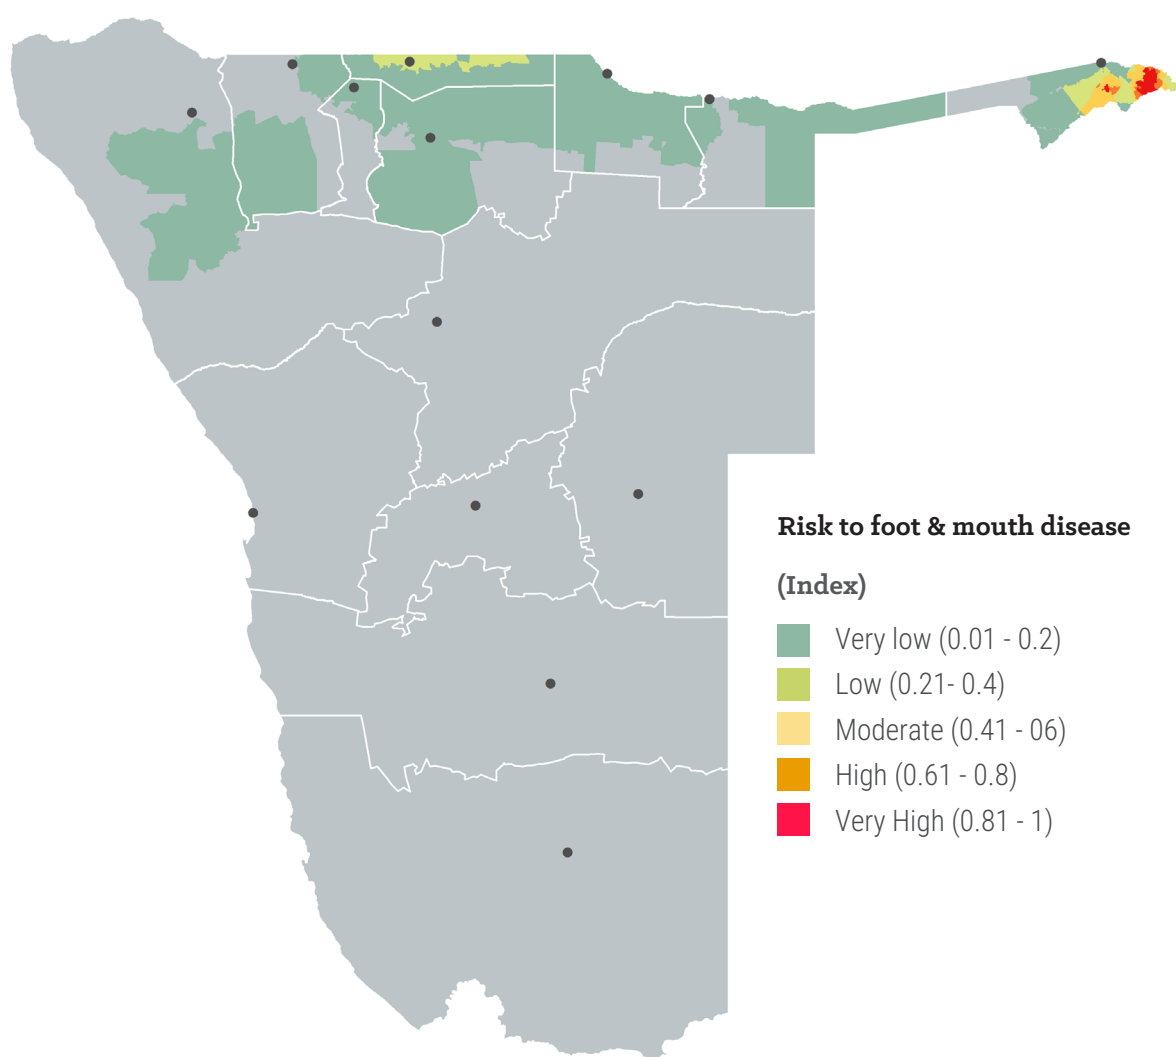 Risk to foot & mouth disease
(Index)
Very low (0.01 - 0.2)
Low (0.21- 0.4)
Moderate (0.41 - 06)
High (0.61 - 0.8)
Very High (0.81 - 1)